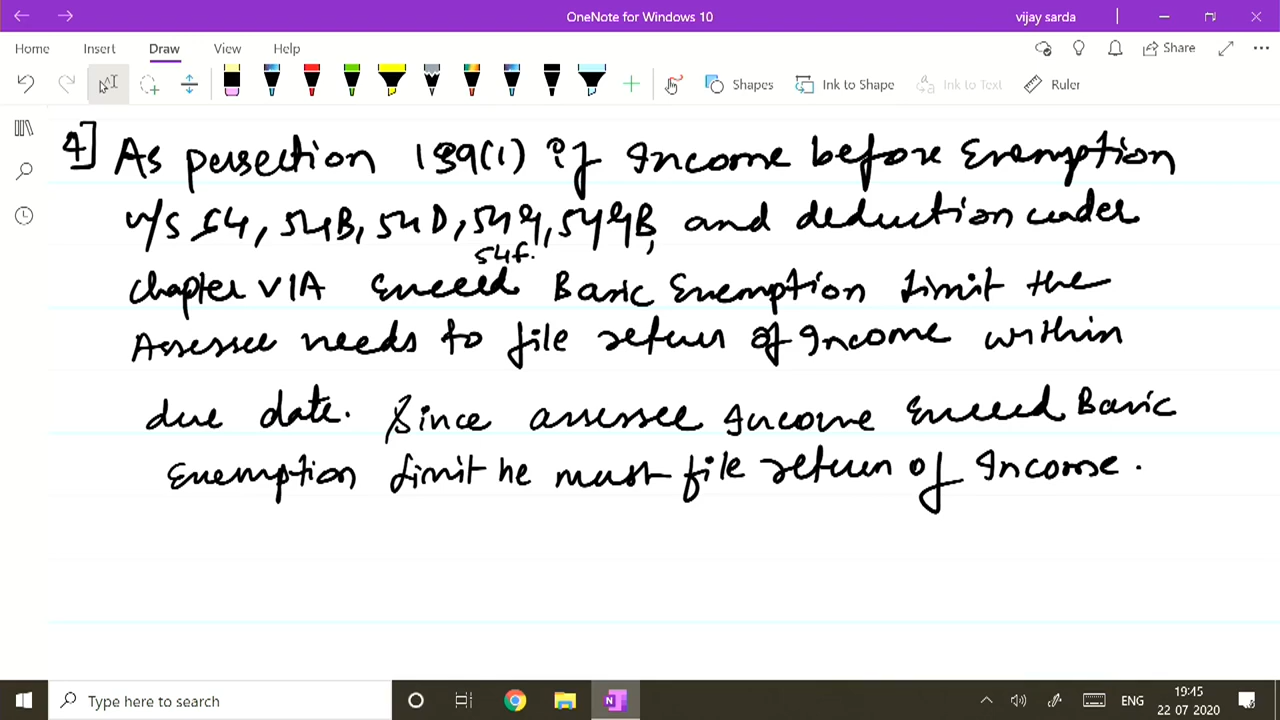 OneNote for Windows 10
vijay sarda
Home Insert Draw View Help
Share
Shapes Ink to Shape Ink to Text Ruler
4] As persection 139(1) if Income before Exemption
u/s 54, 54B, 54D, 54G, 54GB, and deduction under
54F.
chapter VIA Exceed Basic Exemption limit the
Assessee needs to file return of Income within
due date. Since assessee Income Exceed Basic
Exemption limit he must file return of Income.
Type here to search
ENG
19:45
22-07-2020